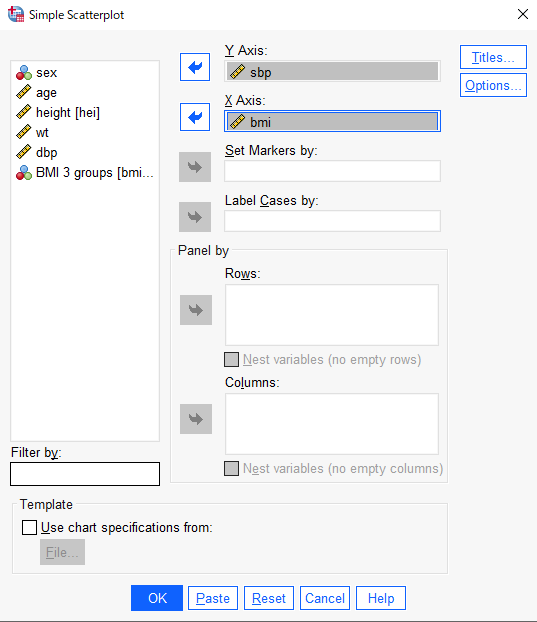 Simple Scatterplot
sex
age
height [hei]
wt
dbp
BMI 3 groups [bmi...
Filter by:
Y Axis:
sbp
X Axis:
bmi
Set Markers by:
Label Cases by:
Panel by
Rows:
Nest variables (no empty rows)
Columns:
Nest variables (no empty columns)
Titles...
Options...
Template
Use chart specifications from:
File...
OK Paste Reset Cancel Help